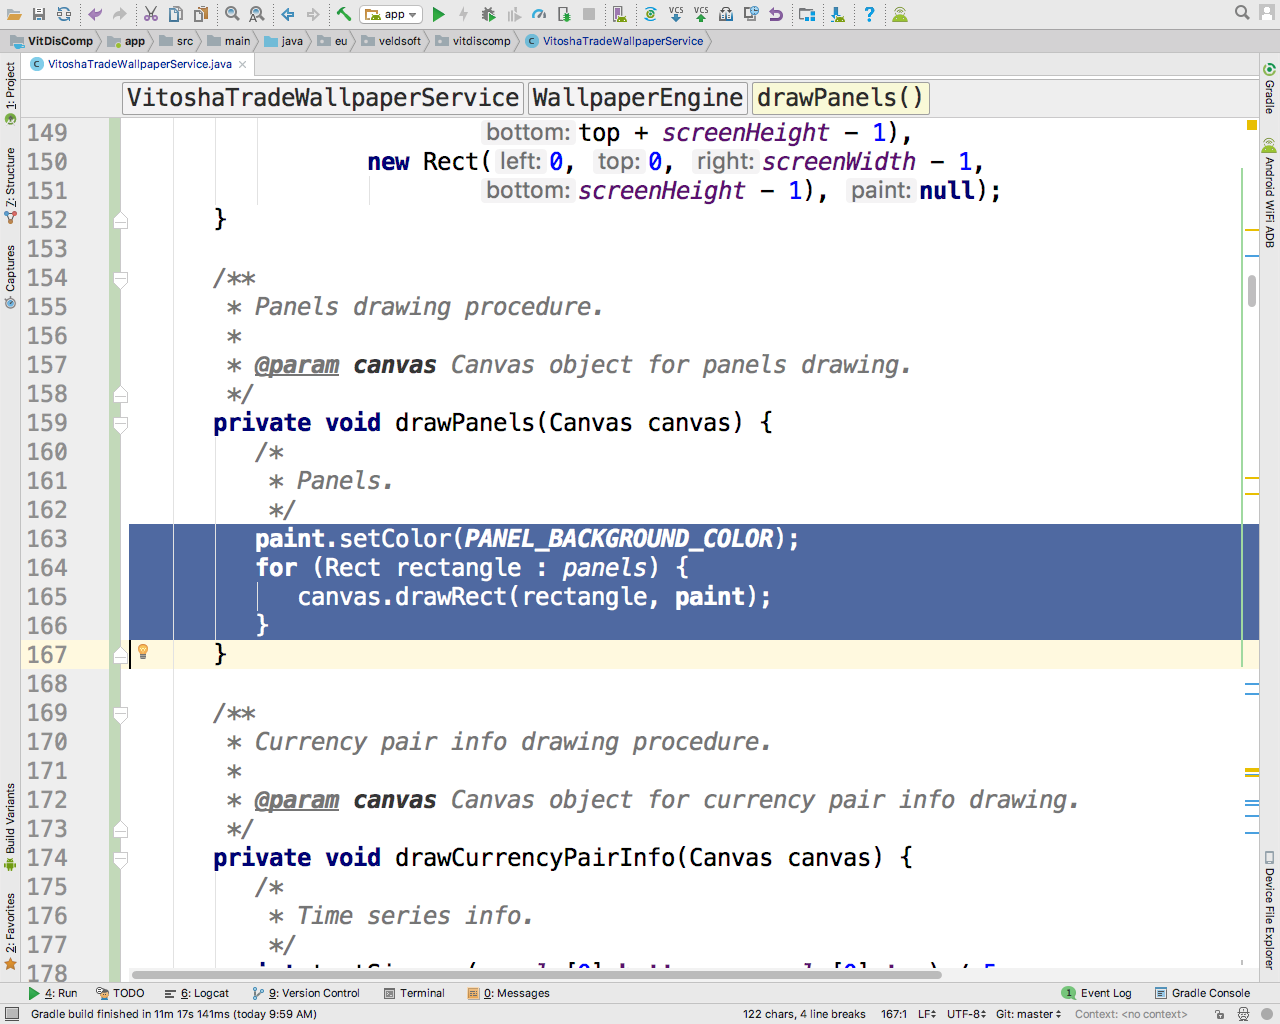 app
VCS VCS
?
VitDisComp app src main java eu veldsoft vitdiscomp VitoshaTradeWallpaperService
VitoshaTradeWallpaperService.java
VitoshaTradeWallpaperService WallpaperEngine drawPanels()
1: Project
7: Structure
Captures
Build Variants
2: Favorites
149 bottom: top + screenHeight - 1),
150 new Rect( left: 0, top: 0, right: screenWidth - 1,
151 bottom: screenHeight - 1), paint: null);
152 }
153
154 /**
155 * Panels drawing procedure.
156 *
157 * @param canvas Canvas object for panels drawing.
158 */
159 private void drawPanels(Canvas canvas) {
160 /*
161 * Panels.
162 */
163 paint.setColor(PANEL_BACKGROUND_COLOR);
164 for (Rect rectangle : panels) {
165 canvas.drawRect(rectangle, paint);
166 }
167 }
168
169 /**
170 * Currency pair info drawing procedure.
171 *
172 * @param canvas Canvas object for currency pair info drawing.
173 */
174 private void drawCurrencyPairInfo(Canvas canvas) {
175 /*
176 * Time series info.
177 */
178
Gradle
Android WiFi ADB
Device File Explorer
4: Run TODO 6: Logcat 9: Version Control Terminal 0: Messages 1 Event Log Gradle Console
Gradle build finished in 11m 17s 141ms (today 9:59 AM) 122 chars, 4 line breaks 167:1 LF UTF-8 Git: master Context: <no context>